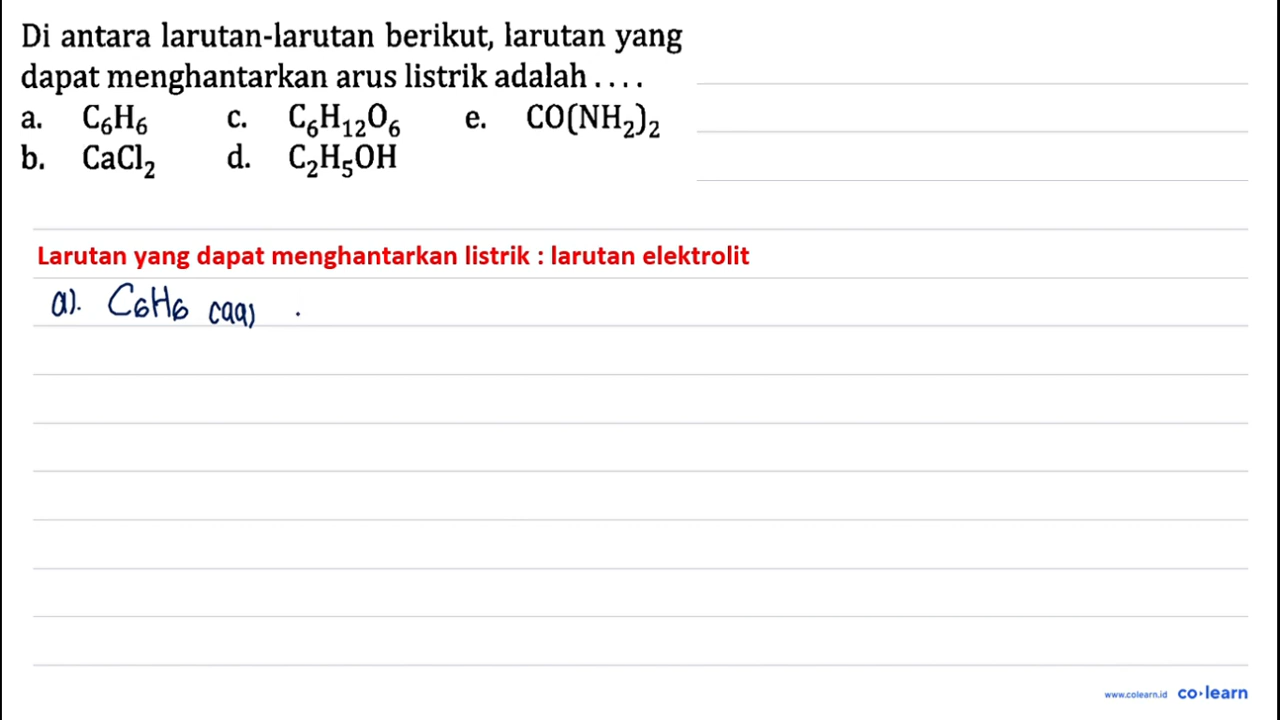 Di antara larutan-larutan berikut, larutan yang
dapat menghantarkan arus listrik adalah . . . .
a. C₆H₆ c. C₆H₁₂O₆ e. CO(NH₂)₂
b. CaCl₂ d. C₂H₅OH
Larutan yang dapat menghantarkan listrik : larutan elektrolit
a). C₆H₆ (aq)
www.colearn.id co·learn